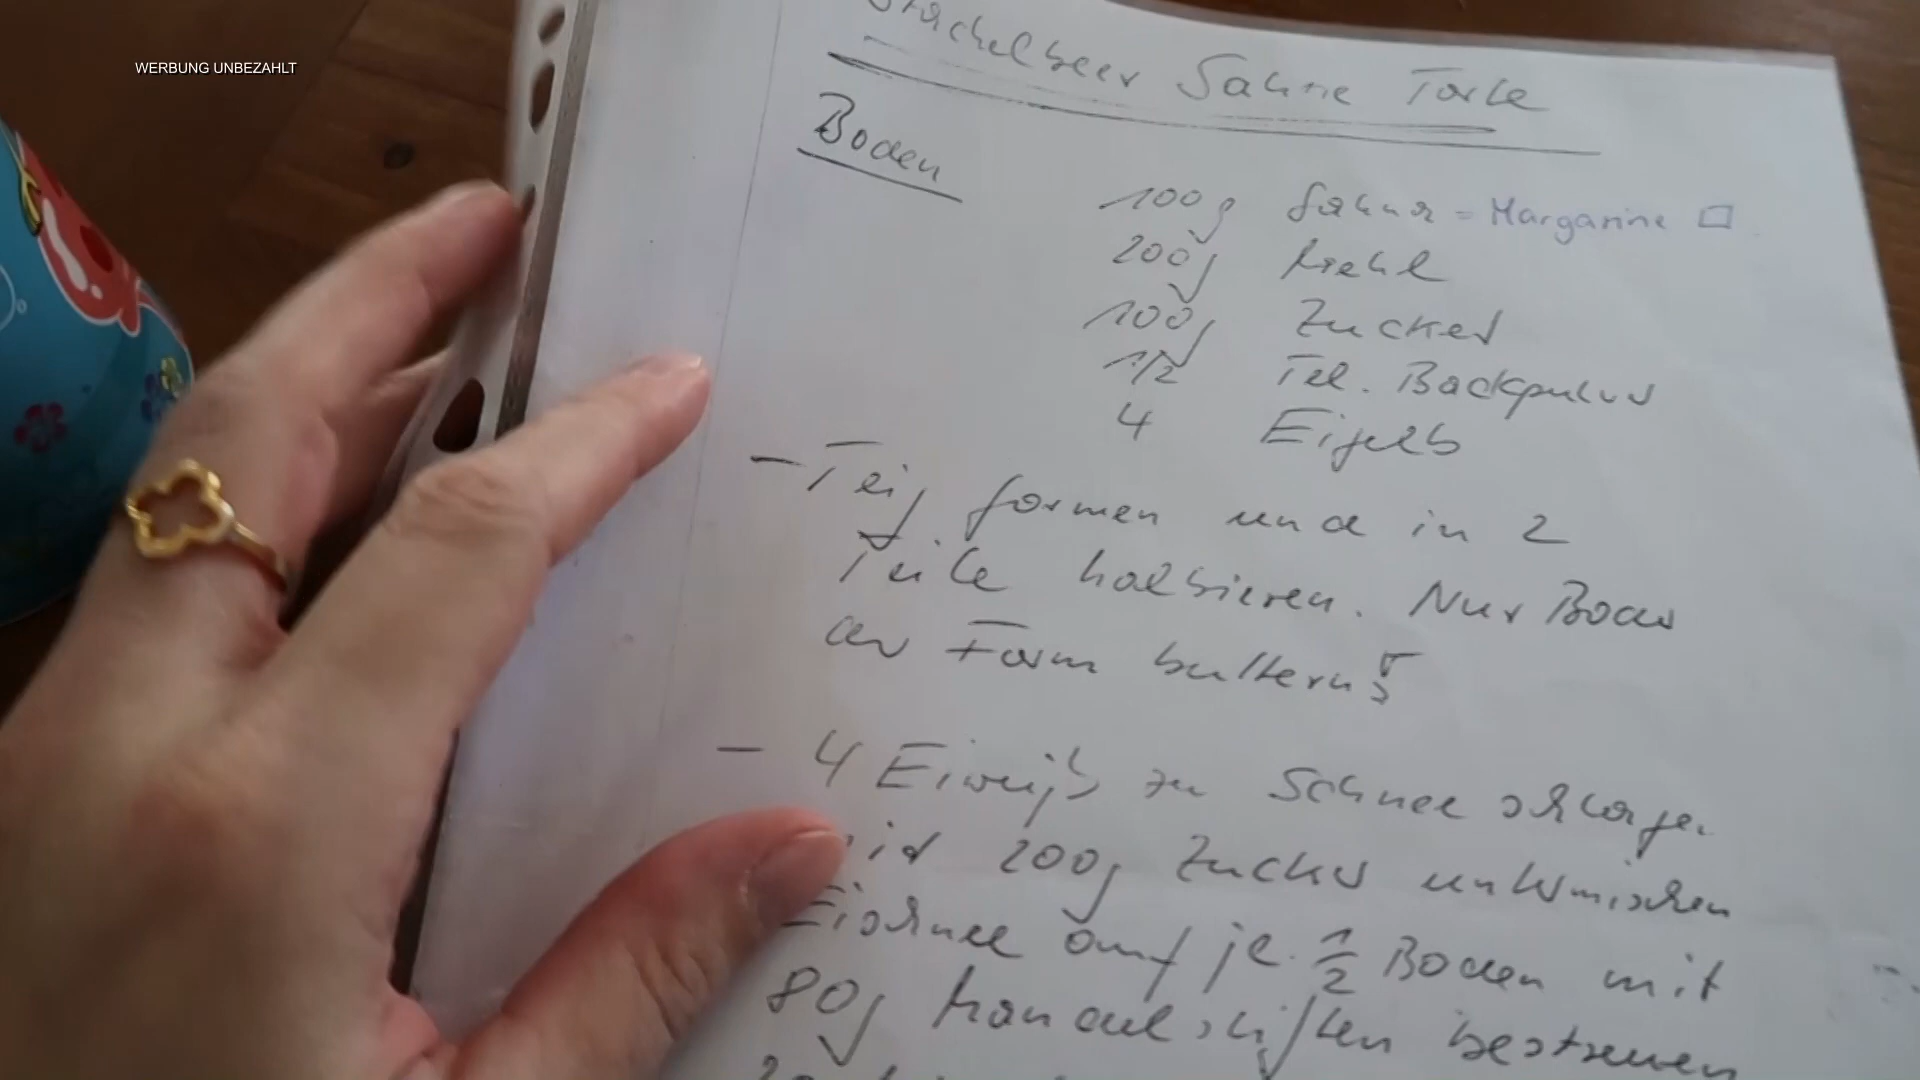 WERBUNG UNBEZAHLT
Stachelbeer Sahne Torte
Boden
100g Sahna = Margarine
200g Mehl
100g Zucker
1/2 Tel. Backpulver
4 Eigelb
- Teig formen und in 2
Teile halbieren. Nur Boden
der Form buttern!
- 4 Eiweiß zu Schnee schlagen
mit 200g Zucker untermischen
Eischnee auf je. 1/2 Boden mit
80g Mandelstiften bestreuen